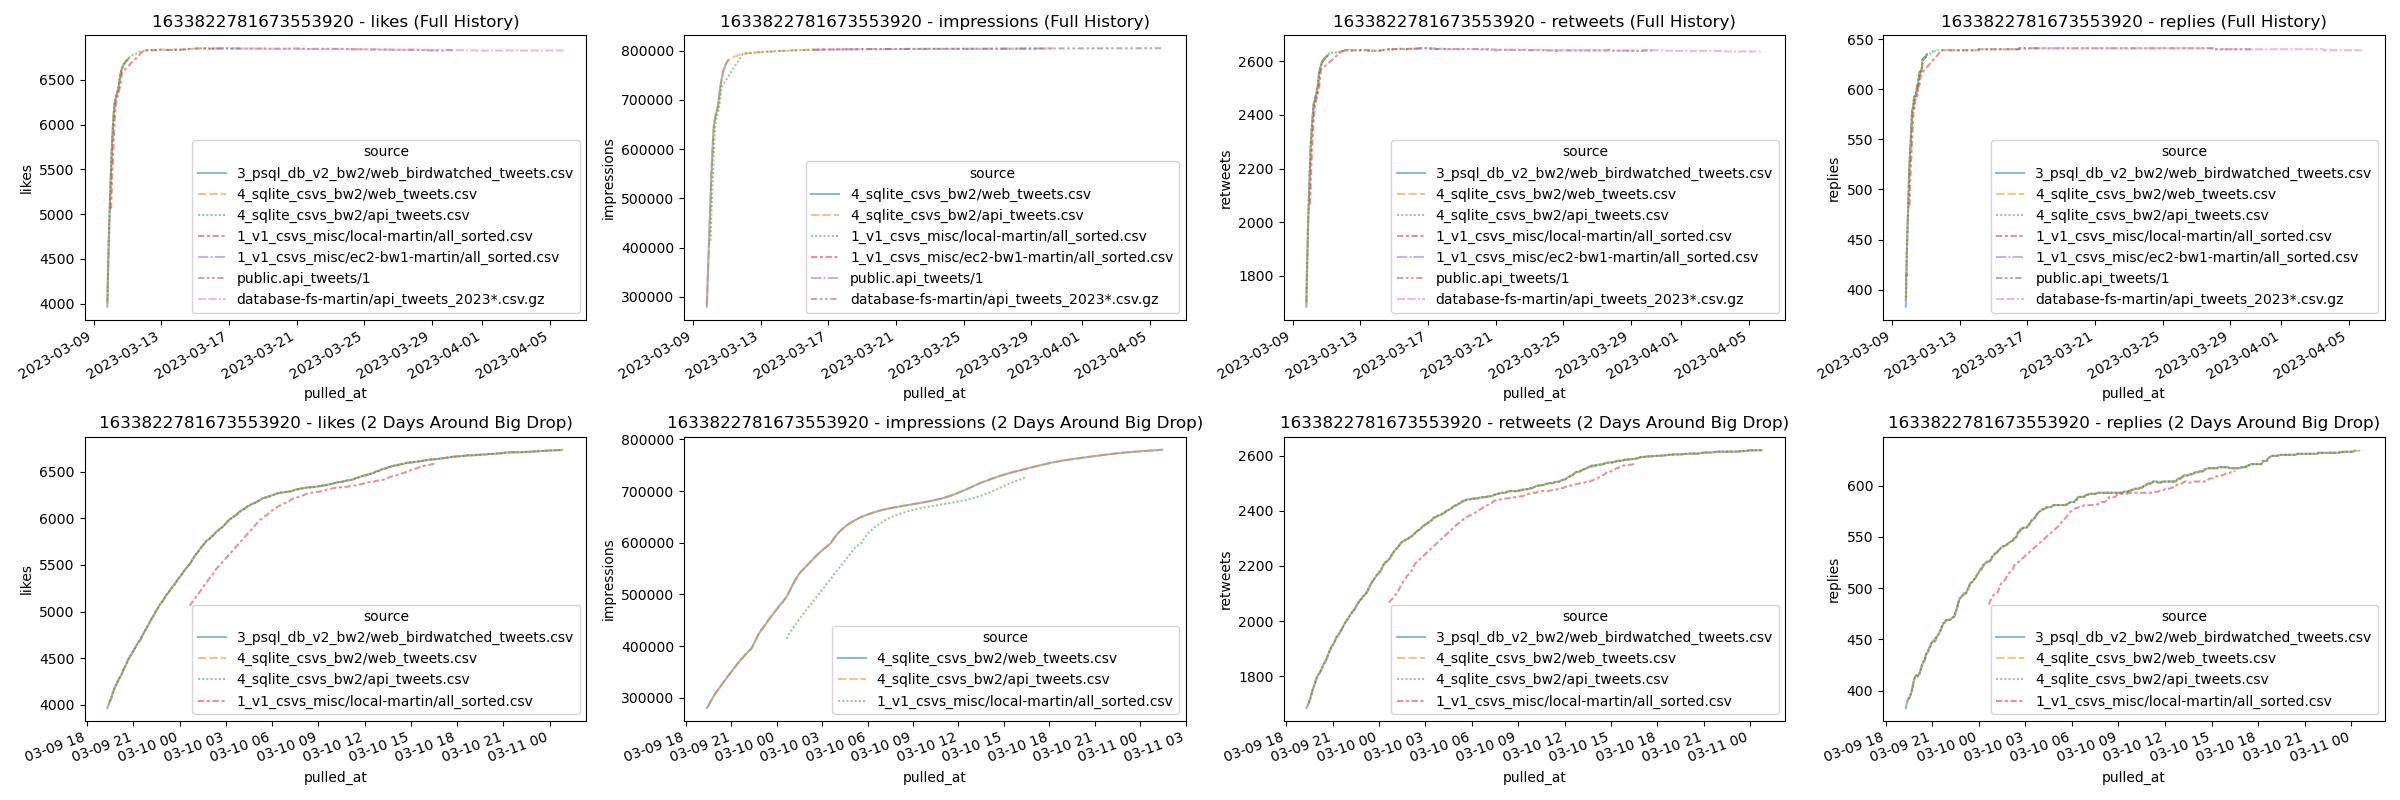 1633822781673553920 - likes (Full History)
likes
6500
6000
5500
5000
4500
4000
source
3_psql_db_v2_bw2/web_birdwatched_tweets.csv
4_sqlite_csvs_bw2/web_tweets.csv
4_sqlite_csvs_bw2/api_tweets.csv
1_v1_csvs_misc/local-martin/all_sorted.csv
1_v1_csvs_misc/ec2-bw1-martin/all_sorted.csv
public.api_tweets/1
database-fs-martin/api_tweets_2023*.csv.gz
2023-03-09
2023-03-13
2023-03-17
2023-03-21
2023-03-25
2023-03-29
2023-04-01
2023-04-05
pulled_at
1633822781673553920 - impressions (Full History)
impressions
800000
700000
600000
500000
400000
300000
source
4_sqlite_csvs_bw2/web_tweets.csv
4_sqlite_csvs_bw2/api_tweets.csv
1_v1_csvs_misc/local-martin/all_sorted.csv
1_v1_csvs_misc/ec2-bw1-martin/all_sorted.csv
public.api_tweets/1
database-fs-martin/api_tweets_2023*.csv.gz
2023-03-09
2023-03-13
2023-03-17
2023-03-21
2023-03-25
2023-03-29
2023-04-01
2023-04-05
pulled_at
1633822781673553920 - retweets (Full History)
retweets
2600
2400
2200
2000
1800
source
3_psql_db_v2_bw2/web_birdwatched_tweets.csv
4_sqlite_csvs_bw2/web_tweets.csv
4_sqlite_csvs_bw2/api_tweets.csv
1_v1_csvs_misc/local-martin/all_sorted.csv
1_v1_csvs_misc/ec2-bw1-martin/all_sorted.csv
public.api_tweets/1
database-fs-martin/api_tweets_2023*.csv.gz
2023-03-09
2023-03-13
2023-03-17
2023-03-21
2023-03-25
2023-03-29
2023-04-01
2023-04-05
pulled_at
1633822781673553920 - replies (Full History)
replies
650
600
550
500
450
400
source
3_psql_db_v2_bw2/web_birdwatched_tweets.csv
4_sqlite_csvs_bw2/web_tweets.csv
4_sqlite_csvs_bw2/api_tweets.csv
1_v1_csvs_misc/local-martin/all_sorted.csv
1_v1_csvs_misc/ec2-bw1-martin/all_sorted.csv
public.api_tweets/1
database-fs-martin/api_tweets_2023*.csv.gz
2023-03-09
2023-03-13
2023-03-17
2023-03-21
2023-03-25
2023-03-29
2023-04-01
2023-04-05
pulled_at
1633822781673553920 - likes (2 Days Around Big Drop)
likes
6500
6000
5500
5000
4500
4000
source
3_psql_db_v2_bw2/web_birdwatched_tweets.csv
4_sqlite_csvs_bw2/web_tweets.csv
4_sqlite_csvs_bw2/api_tweets.csv
1_v1_csvs_misc/local-martin/all_sorted.csv
03-09 18
03-09 21
03-10 00
03-10 03
03-10 06
03-10 09
03-10 12
03-10 15
03-10 18
03-10 21
03-11 00
pulled_at
1633822781673553920 - impressions (2 Days Around Big Drop)
impressions
800000
700000
600000
500000
400000
300000
source
4_sqlite_csvs_bw2/web_tweets.csv
4_sqlite_csvs_bw2/api_tweets.csv
1_v1_csvs_misc/local-martin/all_sorted.csv
03-09 18
03-09 21
03-10 00
03-10 03
03-10 06
03-10 09
03-10 12
03-10 15
03-10 18
03-10 21
03-11 00
03-11 03
pulled_at
1633822781673553920 - retweets (2 Days Around Big Drop)
retweets
2600
2400
2200
2000
1800
source
3_psql_db_v2_bw2/web_birdwatched_tweets.csv
4_sqlite_csvs_bw2/web_tweets.csv
4_sqlite_csvs_bw2/api_tweets.csv
1_v1_csvs_misc/local-martin/all_sorted.csv
03-09 18
03-09 21
03-10 00
03-10 03
03-10 06
03-10 09
03-10 12
03-10 15
03-10 18
03-10 21
03-11 00
pulled_at
1633822781673553920 - replies (2 Days Around Big Drop)
replies
600
550
500
450
400
source
3_psql_db_v2_bw2/web_birdwatched_tweets.csv
4_sqlite_csvs_bw2/web_tweets.csv
4_sqlite_csvs_bw2/api_tweets.csv
1_v1_csvs_misc/local-martin/all_sorted.csv
03-09 18
03-09 21
03-10 00
03-10 03
03-10 06
03-10 09
03-10 12
03-10 15
03-10 18
03-10 21
03-11 00
pulled_at